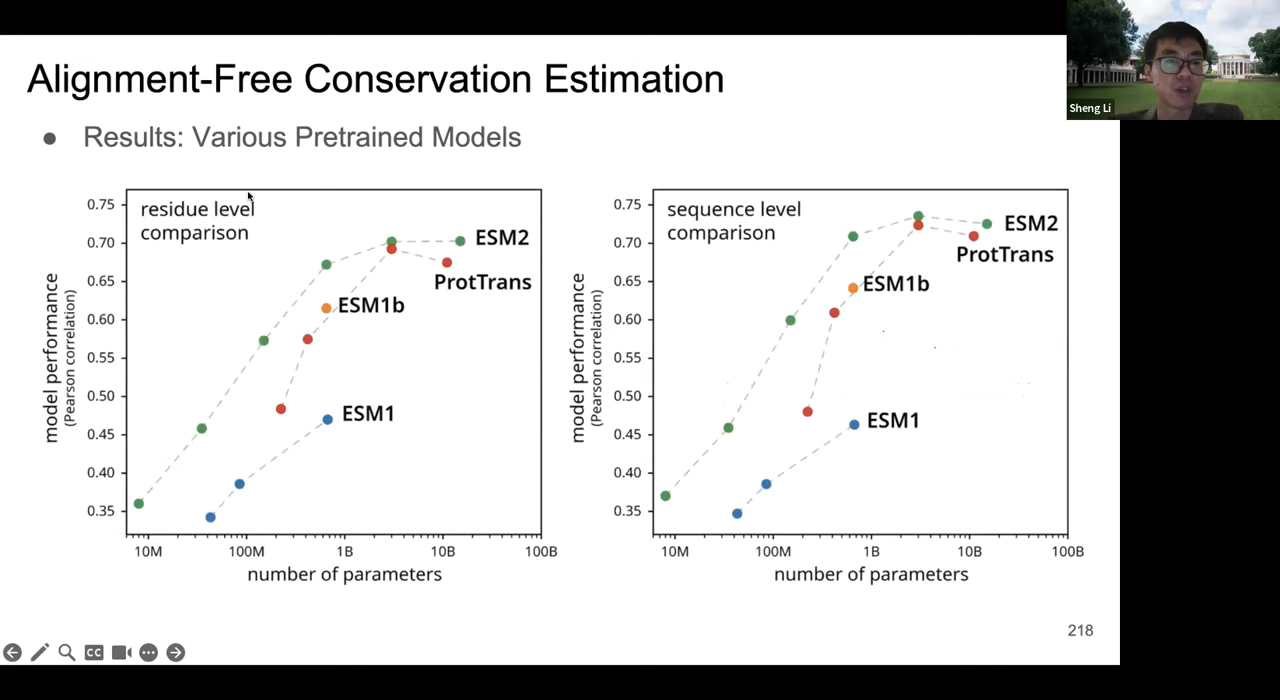 Alignment-Free Conservation Estimation
Sheng Li
● Results: Various Pretrained Models
residue level
comparison
0.75
0.70
0.65
0.60
0.55
0.50
0.45
0.40
0.35
model performance
(Pearson correlation)
ESM2
ProtTrans
ESM1b
ESM1
10M 100M 1B 10B 100B
number of parameters
sequence level
comparison
0.75
0.70
0.65
0.60
0.55
0.50
0.45
0.40
0.35
model performance
(Pearson correlation)
ESM2
ProtTrans
ESM1b
ESM1
10M 100M 1B 10B 100B
number of parameters
218
CC